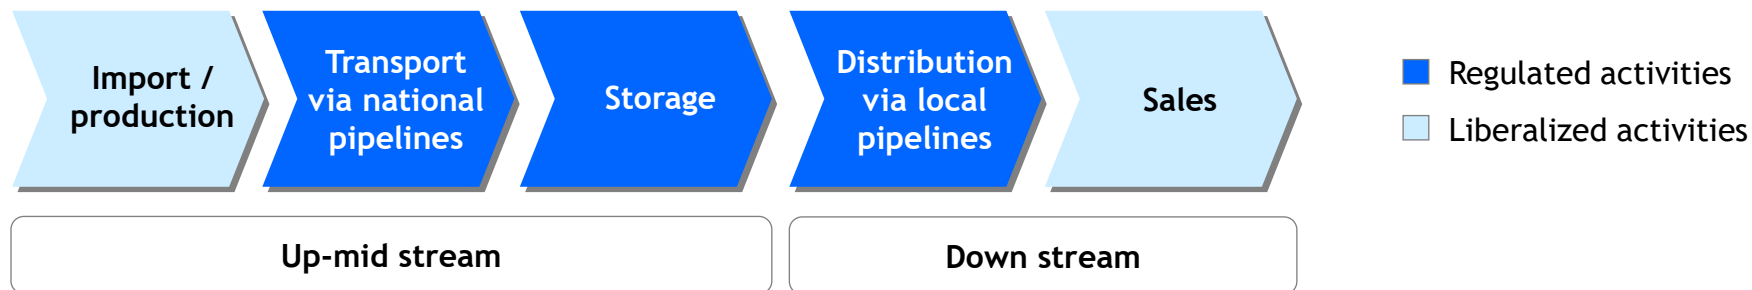 Import /
production
Transport
via national
pipelines
Storage
Distribution
via local
pipelines
Sales
Regulated activities
Liberalized activities
Up-mid stream
Down stream